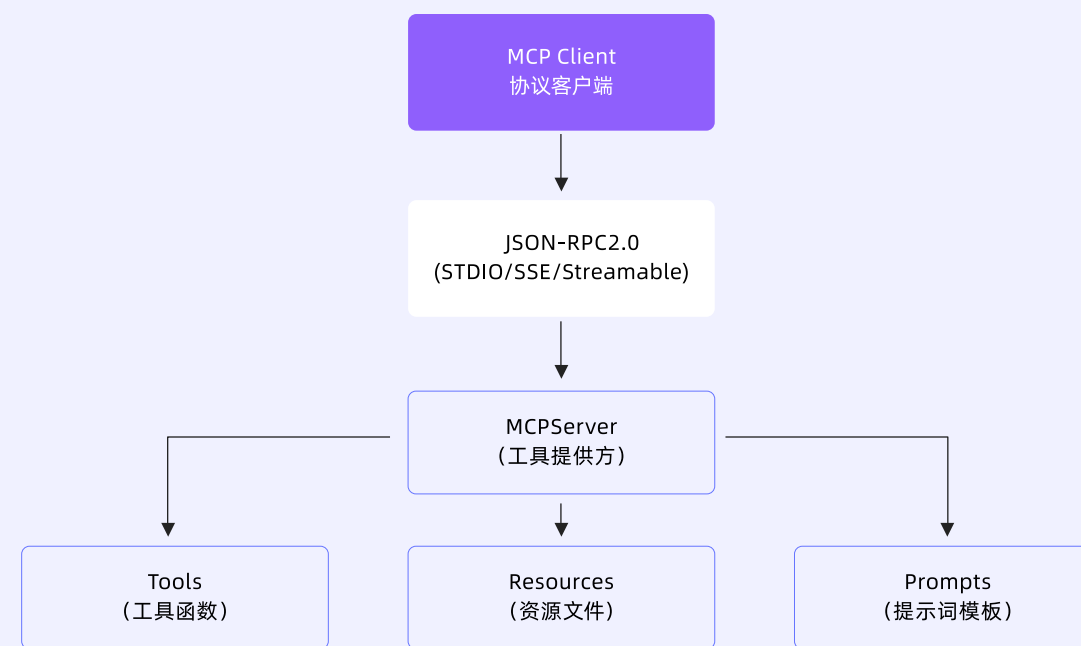 MCP Client
协议客户端
JSON-RPC2.0
(STDIO/SSE/Streamable)
MCPServer
（工具提供方）
Tools
（工具函数）
Resources
（资源文件）
Prompts
（提示词模板）